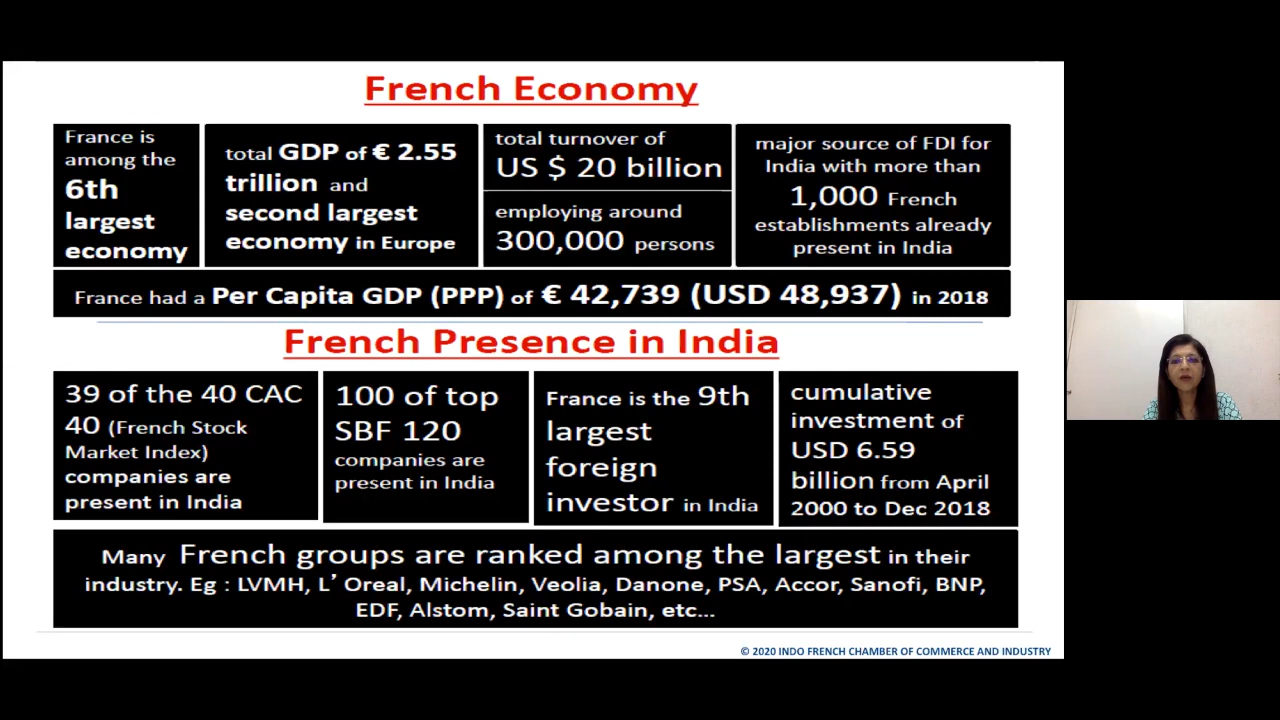 French Economy
France is
among the
6th
largest
economy
total GDP of € 2.55
trillion and
second largest
economy in Europe
total turnover of
US $ 20 billion
employing around
300,000 persons
major source of FDI for
India with more than
1,000 French
establishments already
present in India
France had a Per Capita GDP (PPP) of € 42,739 (USD 48,937) in 2018
French Presence in India
39 of the 40 CAC
40 (French Stock
Market Index)
companies are
present in India
100 of top
SBF 120
companies are
present in India
France is the 9th
largest
foreign
investor in India
cumulative
investment of
USD 6.59
billion from April
2000 to Dec 2018
Many French groups are ranked among the largest in their
industry. Eg : LVMH, L’ Oreal, Michelin, Veolia, Danone, PSA, Accor, Sanofi, BNP,
EDF, Alstom, Saint Gobain, etc...
© 2020 INDO FRENCH CHAMBER OF COMMERCE AND INDUSTRY